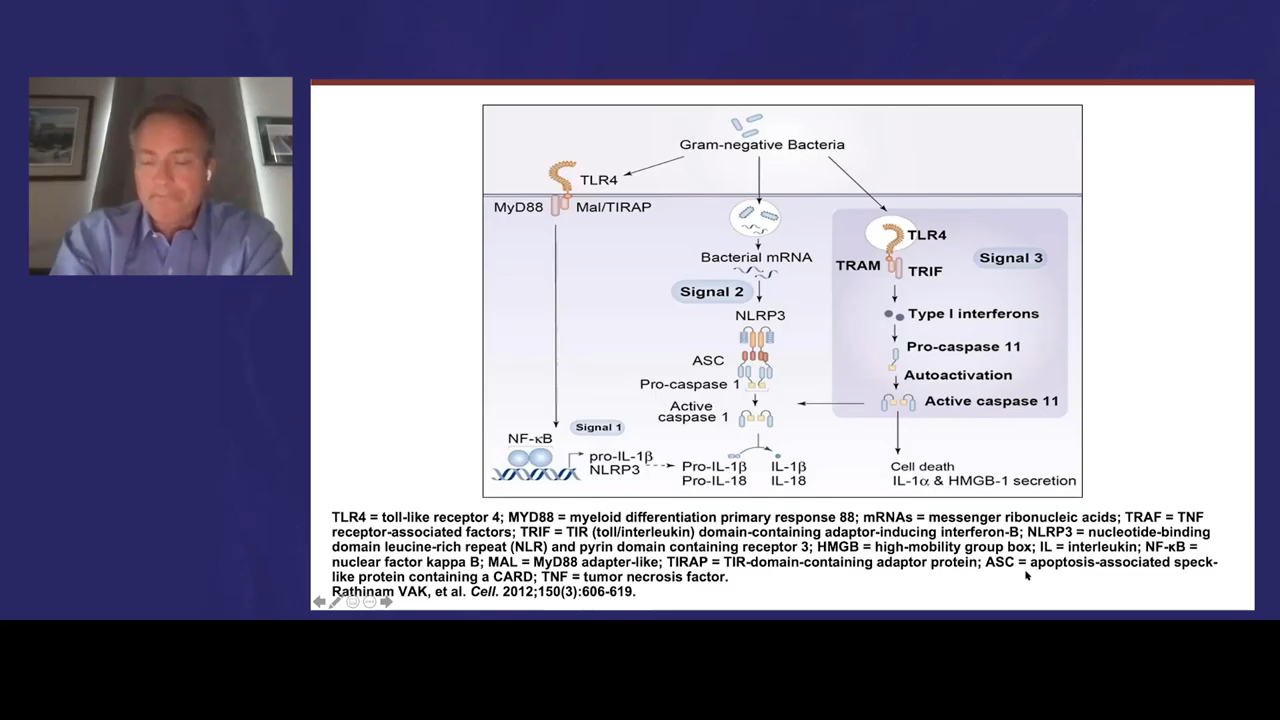 Gram-negative Bacteria
TLR4
MyD88
Mal/TIRAP
TLR4
Signal 3
Bacterial mRNA
TRAM
TRIF
Signal 2
NLRP3
Type I interferons
ASC
Pro-caspase 11
Pro-caspase 1
Autoactivation
Active
caspase 1
Active caspase 11
Signal 1
NF-κB
pro-IL-1β
NLRP3
Pro-IL-1β
Pro-IL-18
IL-1β
IL-18
Cell death
IL-1α & HMGB-1 secretion
TLR4 = toll-like receptor 4; MYD88 = myeloid differentiation primary response 88; mRNAs = messenger ribonucleic acids; TRAF = TNF
receptor-associated factors; TRIF = TIR (toll/interleukin) domain-containing adaptor-inducing interferon-B; NLRP3 = nucleotide-binding
domain leucine-rich repeat (NLR) and pyrin domain containing receptor 3; HMGB = high-mobility group box; IL = interleukin; NF-κB =
nuclear factor kappa B; MAL = MyD88 adapter-like; TIRAP = TIR-domain-containing adaptor protein; ASC = apoptosis-associated speck-
like protein containing a CARD; TNF = tumor necrosis factor.
Rathinam VAK, et al. Cell. 2012;150(3):606-619.